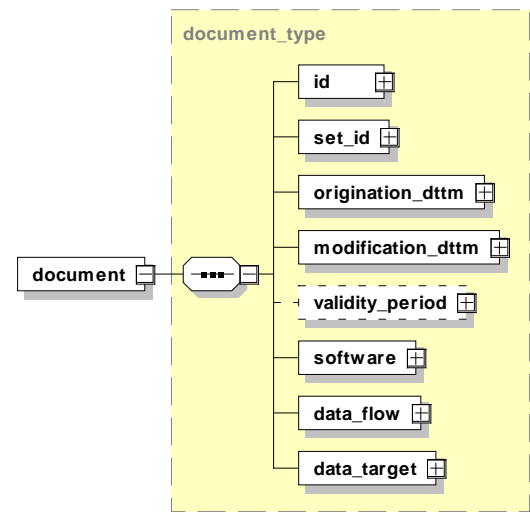 document_type
id
set_id
origination_dttm
modification_dttm
document
validity_period
software
data_flow
data_target